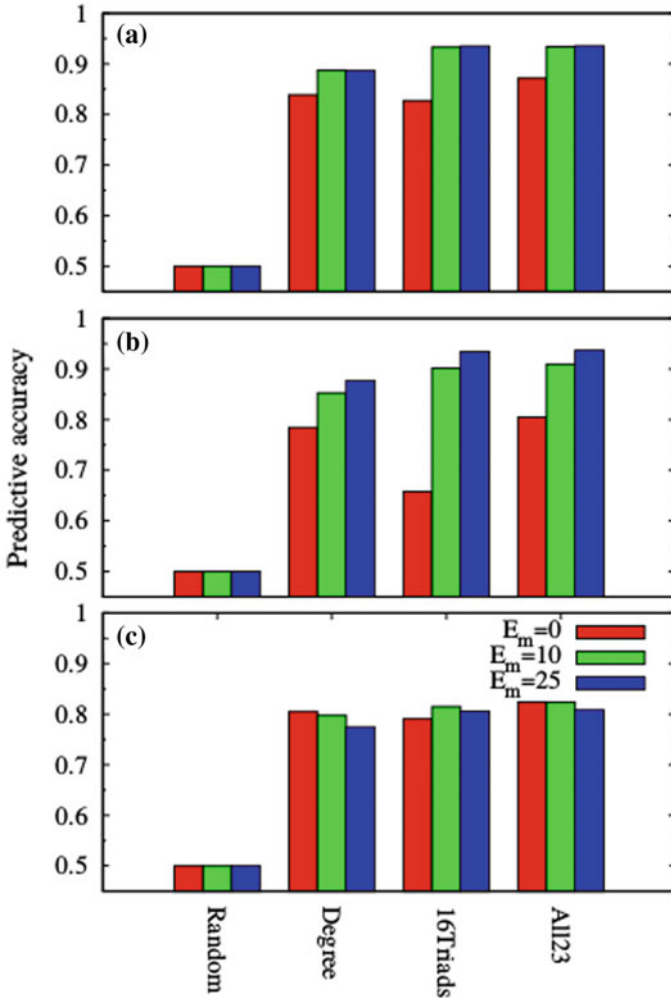 Predictive accuracy
(a)
1
0.9
0.8
0.7
0.6
0.5
(b)
1
0.9
0.8
0.7
0.6
0.5
(c)
1
0.9
0.8
0.7
0.6
0.5
E_m=0
E_m=10
E_m=25
Random
Degree
16Triads
All23